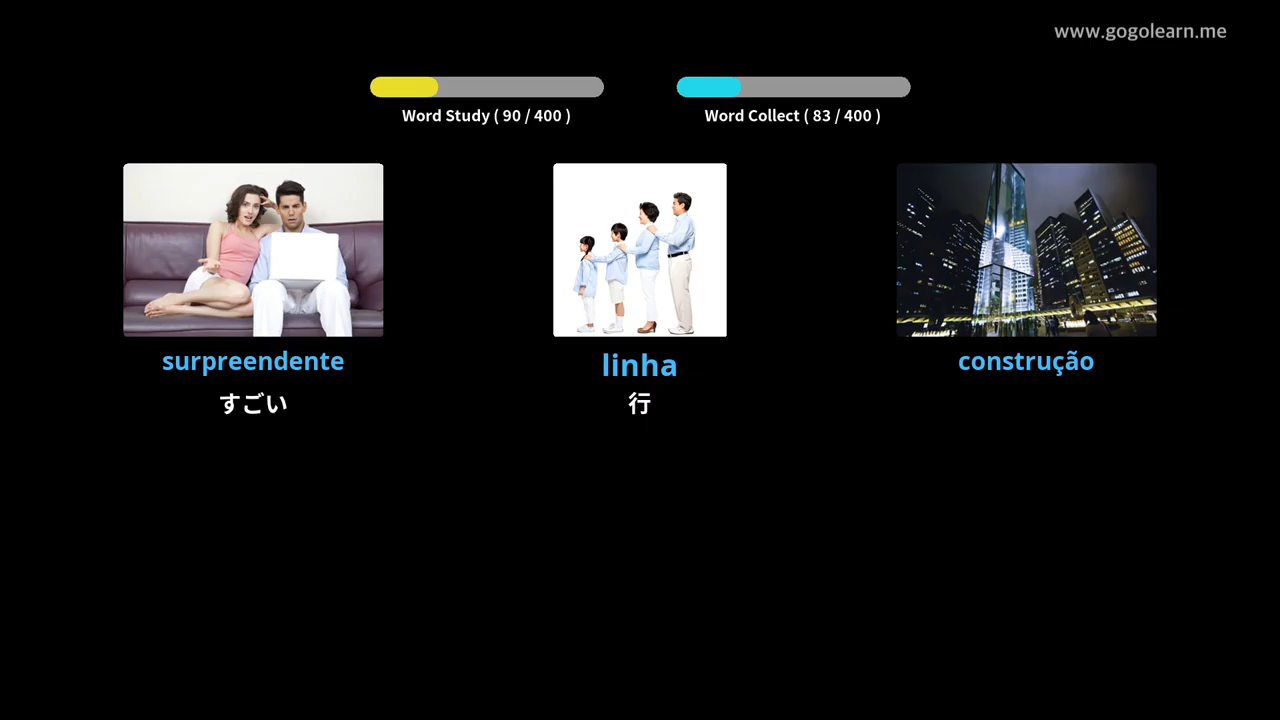 www.gogolearn.me
Word Study ( 90 / 400 )
Word Collect ( 83 / 400 )
surpreendente
linha
construção
すごい
行